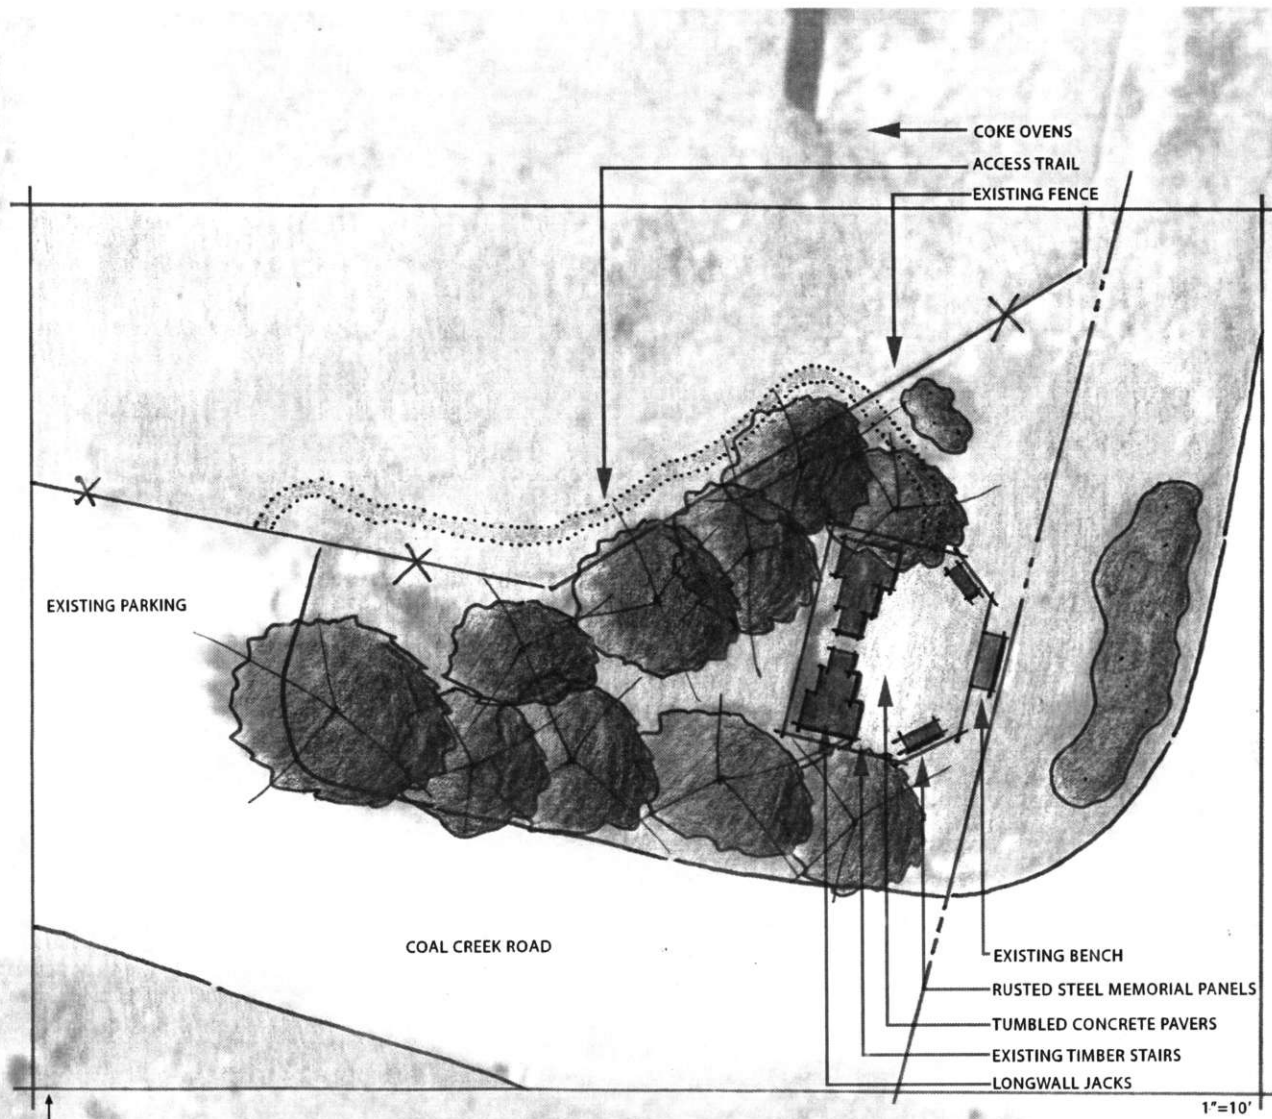 COKE OVENS
ACCESS TRAIL
EXISTING FENCE
EXISTING PARKING
COAL CREEK ROAD
EXISTING BENCH
RUSTED STEEL MEMORIAL PANELS
TUMBLED CONCRETE PAVERS
EXISTING TIMBER STAIRS
LONGWALL JACKS
1"=10'